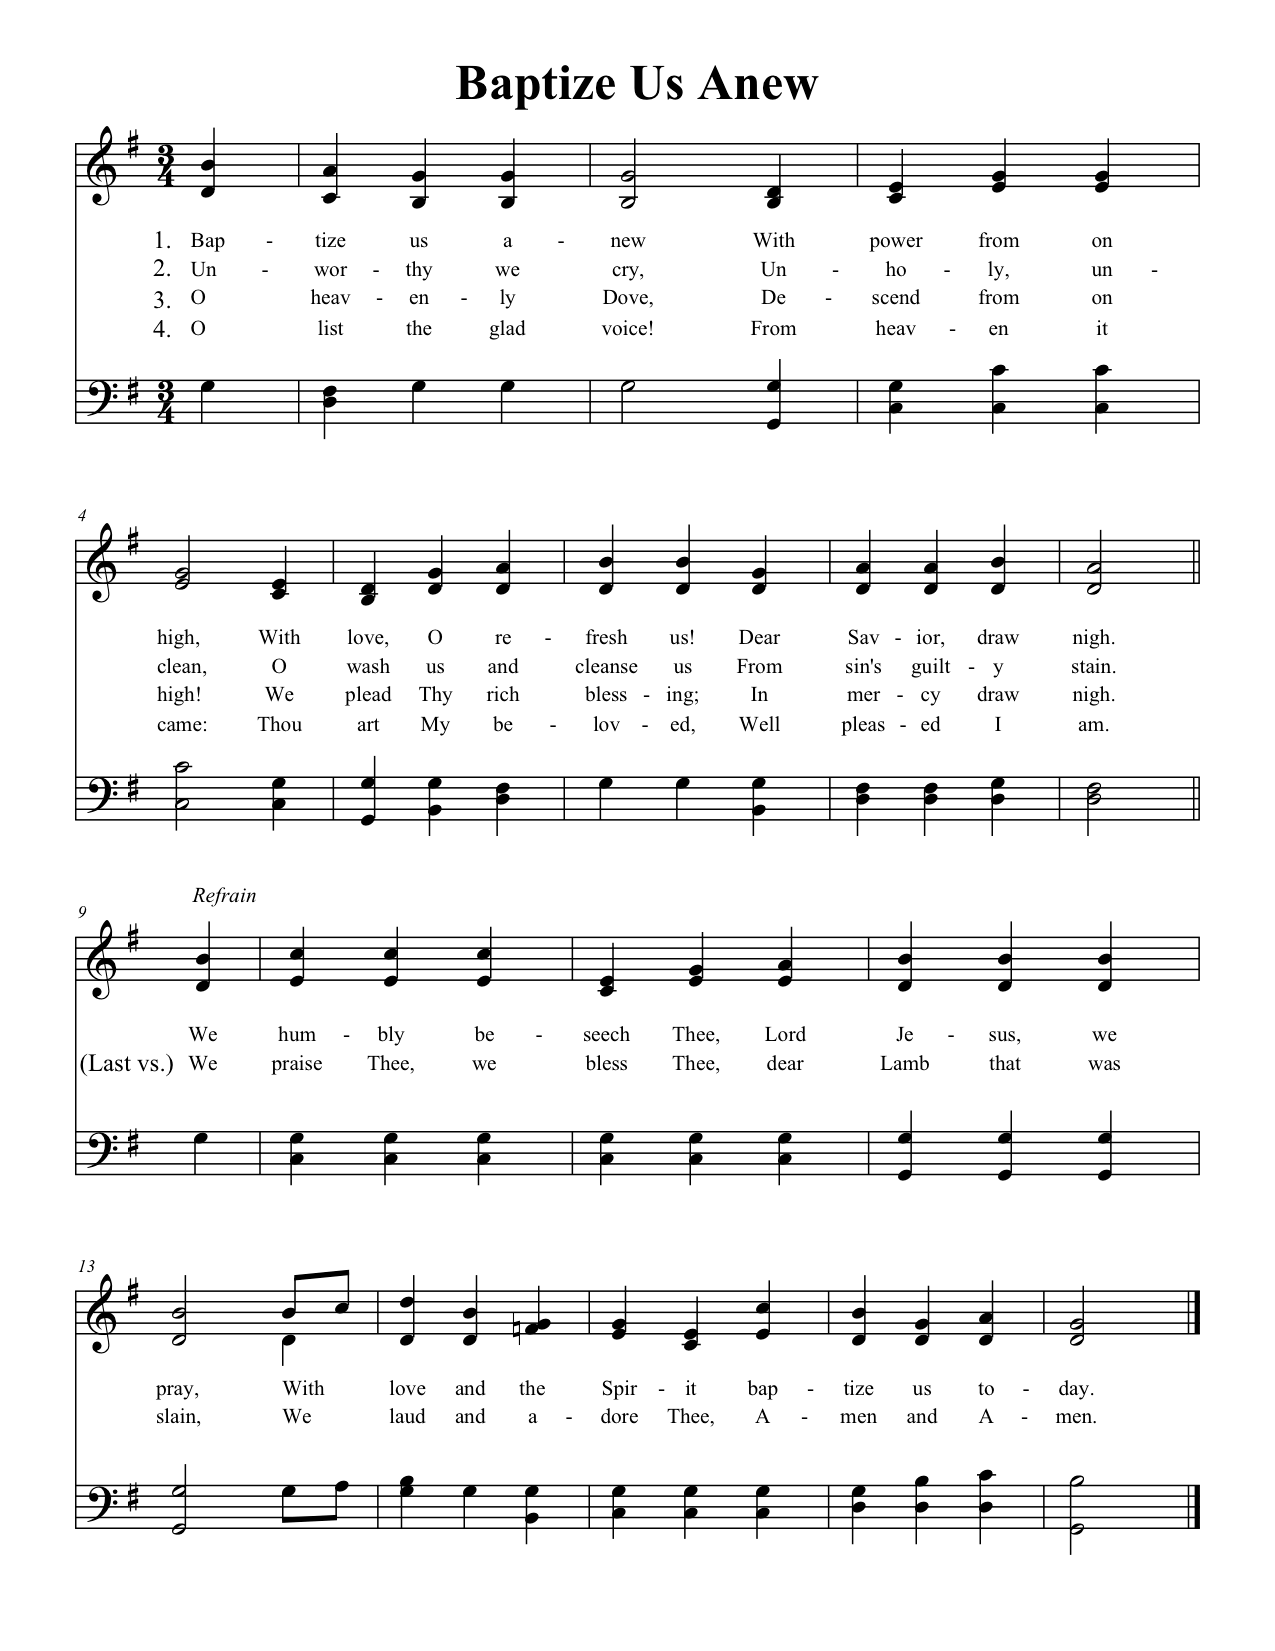 Baptize Us Anew
1. Bap - tize us a - new With power from on
2. Un - wor - thy we cry, Un - ho - ly, un -
3. O heav - en - ly Dove, De - scend from on
4. O list the glad voice! From heav - en it
4
high, With love, O re - fresh us! Dear Sav - ior, draw nigh.
clean, O wash us and cleanse us From sin's guilt - y stain.
high! We plead Thy rich bless - ing; In mer - cy draw nigh.
came: Thou art My be - lov - ed, Well pleas - ed I am.
Refrain
9
We hum - bly be - seech Thee, Lord Je - sus, we
(Last vs.) We praise Thee, we bless Thee, dear Lamb that was
13
pray, With love and the Spir - it bap - tize us to - day.
slain, We laud and a - dore Thee, A - men and A - men.